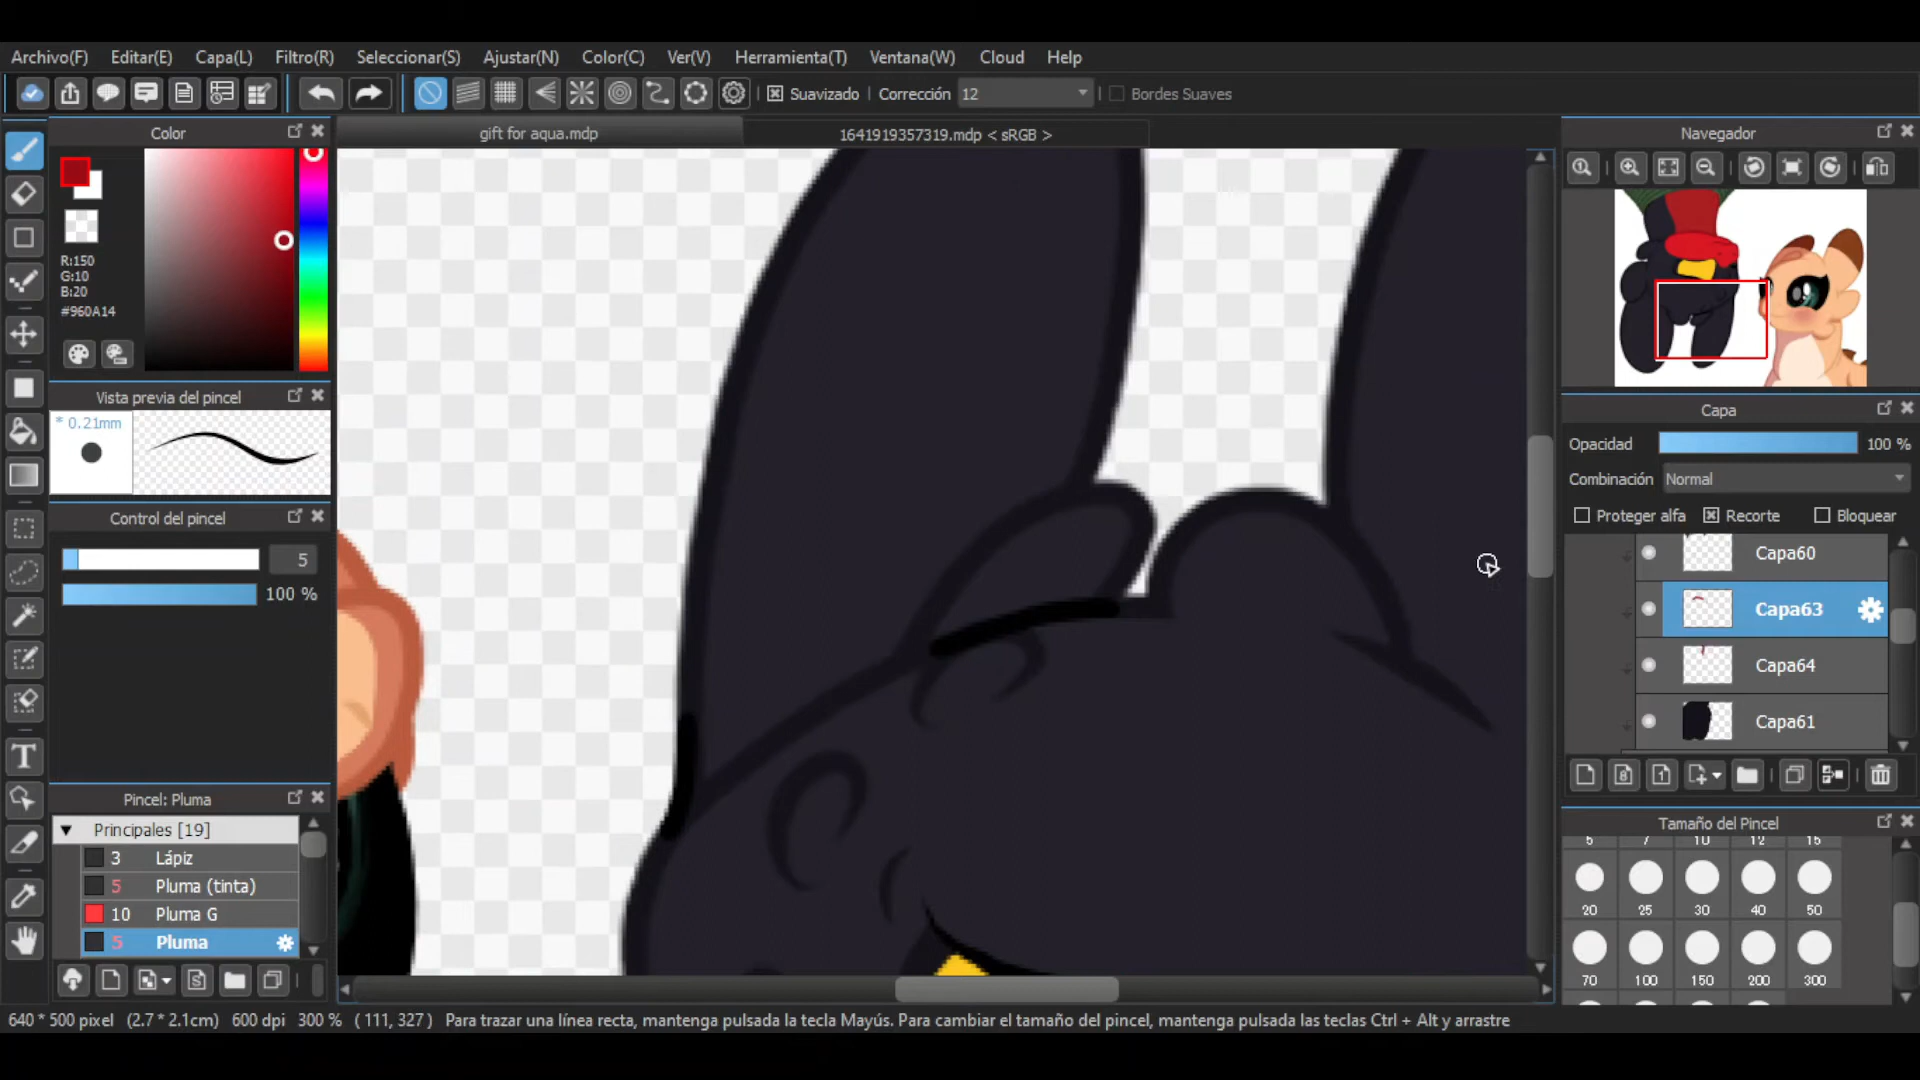 Archivo(F) Editar(E) Capa(L) Filtro(R) Seleccionar(S) Ajustar(N) Color(C) Ver(V) Herramienta(T) Ventana(W) Cloud Help
Suavizado Corrección 12 Bordes Suaves
Color
gift for aqua.mdp
1641919357319.mdp < sRGB >
Navegador
R:150
G:10
B:20
#960A14
Vista previa del pincel
* 0.21mm
Control del pincel
5
100 %
Capa
Opacidad 100 %
Combinación Normal
Proteger alfa Recorte Bloquear
Capa60
Capa63
Capa64
Capa61
Pincel: Pluma
Principales [19]
3 Lápiz
5 Pluma (tinta)
10 Pluma G
5 Pluma
Tamaño del Pincel
5 7 10 12 15
20 25 30 40 50
70 100 150 200 300
640 * 500 pixel (2.7 * 2.1cm) 600 dpi 300 % ( 111, 327 ) Para trazar una línea recta, mantenga pulsada la tecla Mayús. Para cambiar el tamaño del pincel, mantenga pulsada las teclas Ctrl + Alt y arrastre